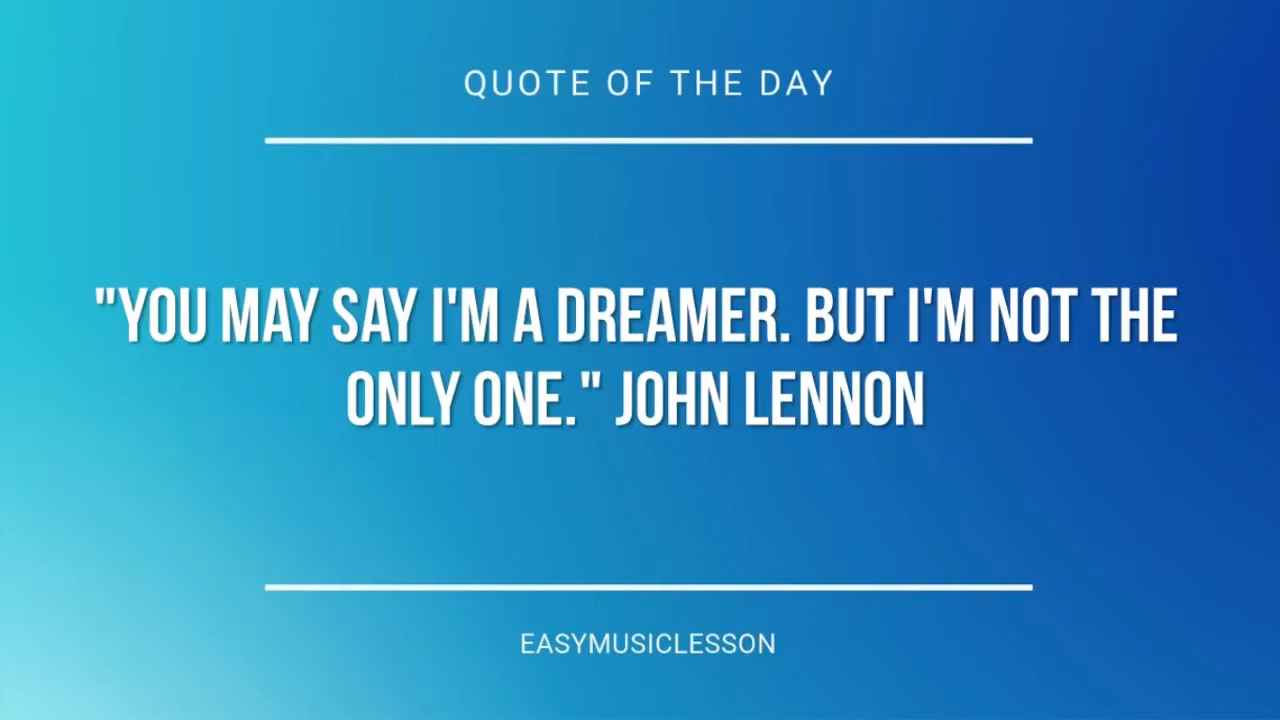 QUOTE OF THE DAY
"YOU MAY SAY I'M A DREAMER. BUT I'M NOT THE
ONLY ONE." JOHN LENNON
EASYMUSICLESSON